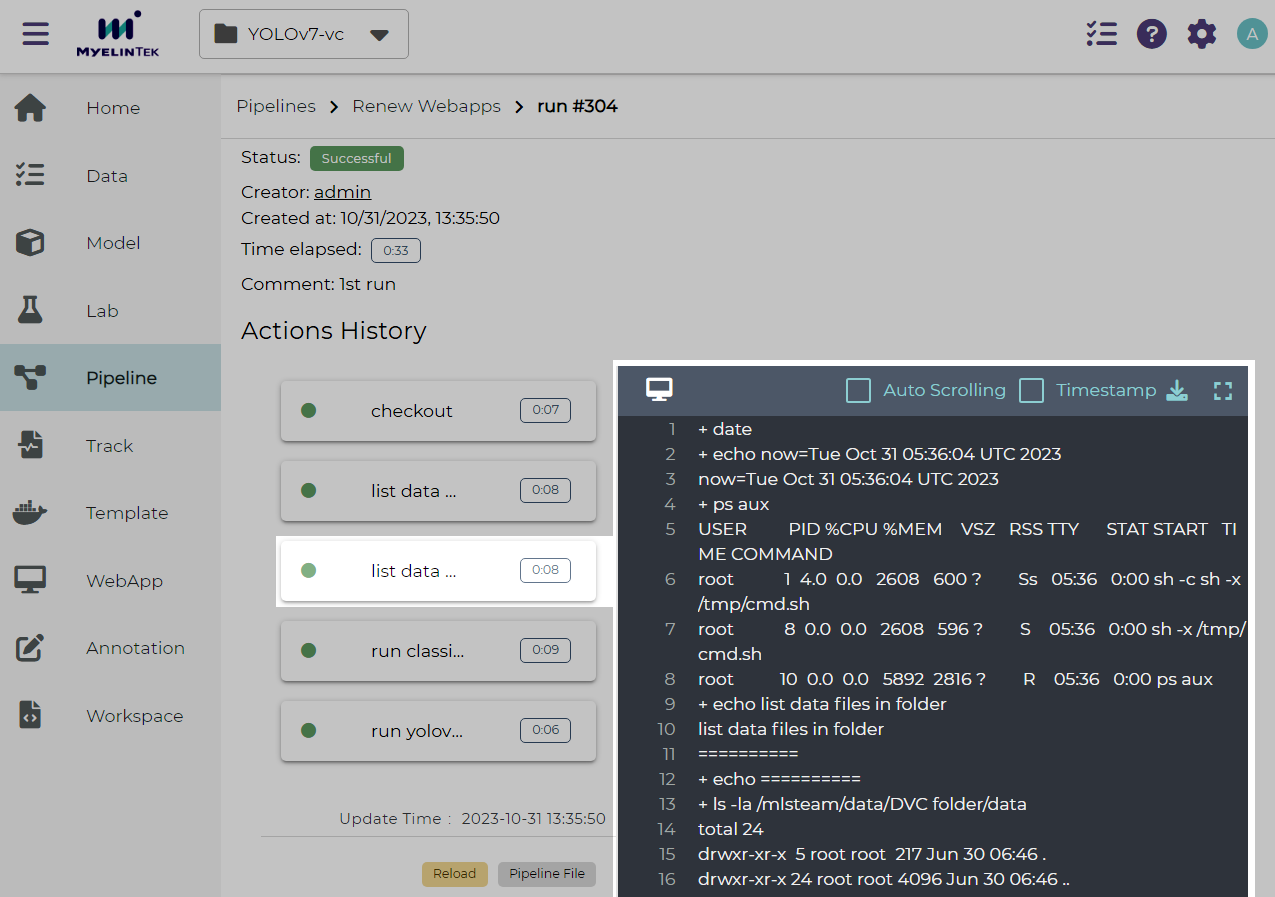 MYELINTEK
YOLOv7-vc
?
A
Home
Data
Model
Lab
Pipeline
Track
Template
WebApp
Annotation
Workspace
Pipelines > Renew Webapps > run #304
Status: Successful
Creator: admin
Created at: 10/31/2023, 13:35:50
Time elapsed: 0:33
Comment: 1st run
Actions History
checkout 0:07
list data ... 0:08
list data ... 0:08
run classi... 0:09
run yolov... 0:06
Update Time : 2023-10-31 13:35:50
Reload Pipeline File
Auto Scrolling Timestamp
1 + date
2 + echo now=Tue Oct 31 05:36:04 UTC 2023
3 now=Tue Oct 31 05:36:04 UTC 2023
4 + ps aux
5 USER PID %CPU %MEM VSZ RSS TTY STAT START TI
ME COMMAND
6 root 1 4.0 0.0 2608 600 ? Ss 05:36 0:00 sh -c sh -x
/tmp/cmd.sh
7 root 8 0.0 0.0 2608 596 ? S 05:36 0:00 sh -x /tmp/
cmd.sh
8 root 10 0.0 0.0 5892 2816 ? R 05:36 0:00 ps aux
9 + echo list data files in folder
10 list data files in folder
11 ==========
12 + echo ==========
13 + ls -la /mlsteam/data/DVC folder/data
14 total 24
15 drwxr-xr-x 5 root root 217 Jun 30 06:46 .
16 drwxr-xr-x 24 root root 4096 Jun 30 06:46 ..